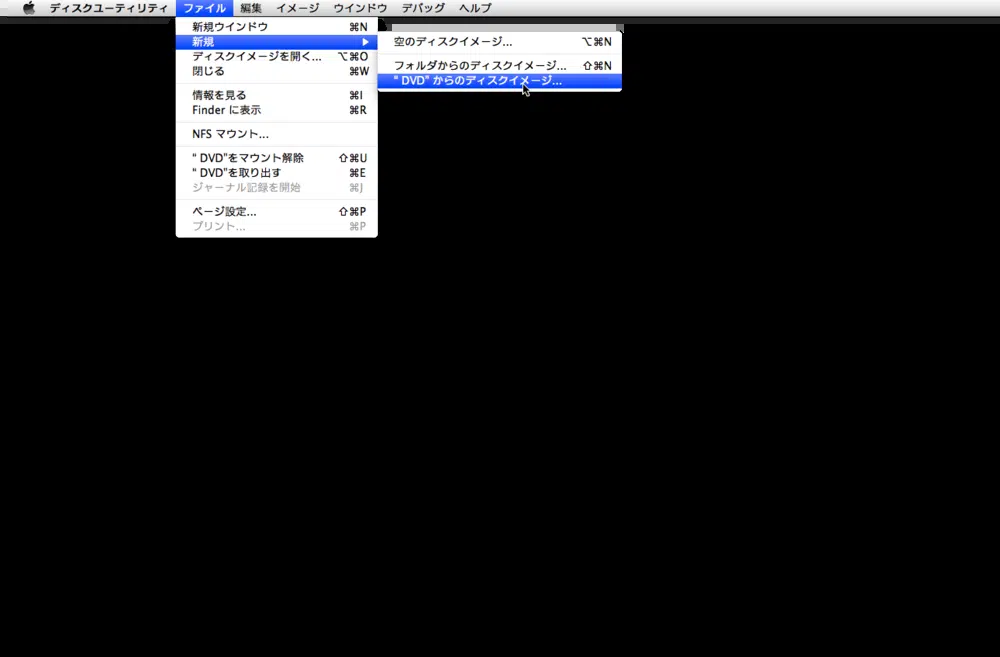 ディスクユーティリティ ファイル 編集 イメージ ウインドウ デバッグ ヘルプ
新規ウインドウ ⌘N
新規 ▶
ディスクイメージを開く... ⌥⌘O
閉じる ⌘W
情報を見る ⌘I
Finder に表示 ⌘R
NFS マウント...
“ DVD”をマウント解除 ⇧⌘U
“ DVD”を取り出す ⌘E
ジャーナル記録を開始 ⌘J
ページ設定... ⇧⌘P
プリント... ⌘P
空のディスクイメージ... ⌥⌘N
フォルダからのディスクイメージ... ⇧⌘N
“ DVD” からのディスクイメージ...